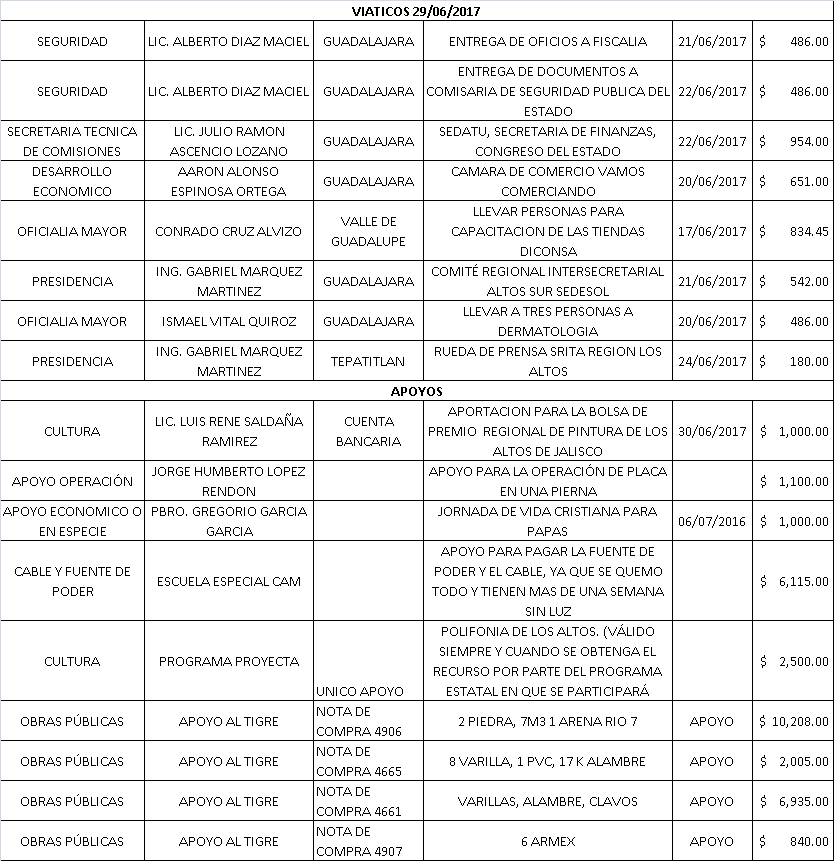 VIATICOS 29/06/2017
SEGURIDAD LIC. ALBERTO DIAZ MACIEL GUADALAJARA ENTREGA DE OFICIOS A FISCALIA 21/06/2017 $ 486.00
SEGURIDAD LIC. ALBERTO DIAZ MACIEL GUADALAJARA ENTREGA DE DOCUMENTOS A COMISARIA DE SEGURIDAD PUBLICA DEL ESTADO 22/06/2017 $ 486.00
SECRETARIA TECNICA DE COMISIONES LIC. JULIO RAMON ASCENCIO LOZANO GUADALAJARA SEDATU, SECRETARIA DE FINANZAS, CONGRESO DEL ESTADO 22/06/2017 $ 954.00
DESARROLLO ECONOMICO AARON ALONSO ESPINOSA ORTEGA GUADALAJARA CAMARA DE COMERCIO VAMOS COMERCIANDO 20/06/2017 $ 651.00
OFICIALIA MAYOR CONRADO CRUZ ALVIZO VALLE DE GUADALUPE LLEVAR PERSONAS PARA CAPACITACION DE LAS TIENDAS DICONSA 17/06/2017 $ 834.45
PRESIDENCIA ING. GABRIEL MARQUEZ MARTINEZ GUADALAJARA COMITÉ REGIONAL INTERSECRETARIAL ALTOS SUR SEDESOL 21/06/2017 $ 542.00
OFICIALIA MAYOR ISMAEL VITAL QUIROZ GUADALAJARA LLEVAR A TRES PERSONAS A DERMATOLOGIA 20/06/2017 $ 486.00
PRESIDENCIA ING. GABRIEL MARQUEZ MARTINEZ TEPATITLAN RUEDA DE PRENSA SRITA REGION LOS ALTOS 24/06/2017 $ 180.00
APOYOS
CULTURA LIC. LUIS RENE SALDAÑA RAMIREZ CUENTA BANCARIA APORTACION PARA LA BOLSA DE PREMIO REGIONAL DE PINTURA DE LOS ALTOS DE JALISCO 30/06/2017 $ 1,000.00
APOYO OPERACIÓN JORGE HUMBERTO LOPEZ RENDON APOYO PARA LA OPERACIÓN DE PLACA EN UNA PIERNA $ 1,100.00
APOYO ECONOMICO O EN ESPECIE PBRO. GREGORIO GARCIA GARCIA JORNADA DE VIDA CRISTIANA PARA PAPAS 06/07/2016 $ 1,000.00
CABLE Y FUENTE DE PODER ESCUELA ESPECIAL CAM APOYO PARA PAGAR LA FUENTE DE PODER Y EL CABLE, YA QUE SE QUEMO TODO Y TIENEN MAS DE UNA SEMANA SIN LUZ $ 6,115.00
CULTURA PROGRAMA PROYECTA UNICO APOYO POLIFONIA DE LOS ALTOS. (VÁLIDO SIEMPRE Y CUANDO SE OBTENGA EL RECURSO POR PARTE DEL PROGRAMA ESTATAL EN QUE SE PARTICIPARÁ $ 2,500.00
OBRAS PÚBLICAS APOYO AL TIGRE NOTA DE COMPRA 4906 2 PIEDRA, 7M3 1 ARENA RIO 7 APOYO $ 10,208.00
OBRAS PÚBLICAS APOYO AL TIGRE NOTA DE COMPRA 4665 8 VARILLA, 1 PVC, 17 K ALAMBRE APOYO $ 2,005.00
OBRAS PÚBLICAS APOYO AL TIGRE NOTA DE COMPRA 4661 VARILLAS, ALAMBRE, CLAVOS APOYO $ 6,935.00
OBRAS PÚBLICAS APOYO AL TIGRE NOTA DE COMPRA 4907 6 ARMEX APOYO $ 840.00